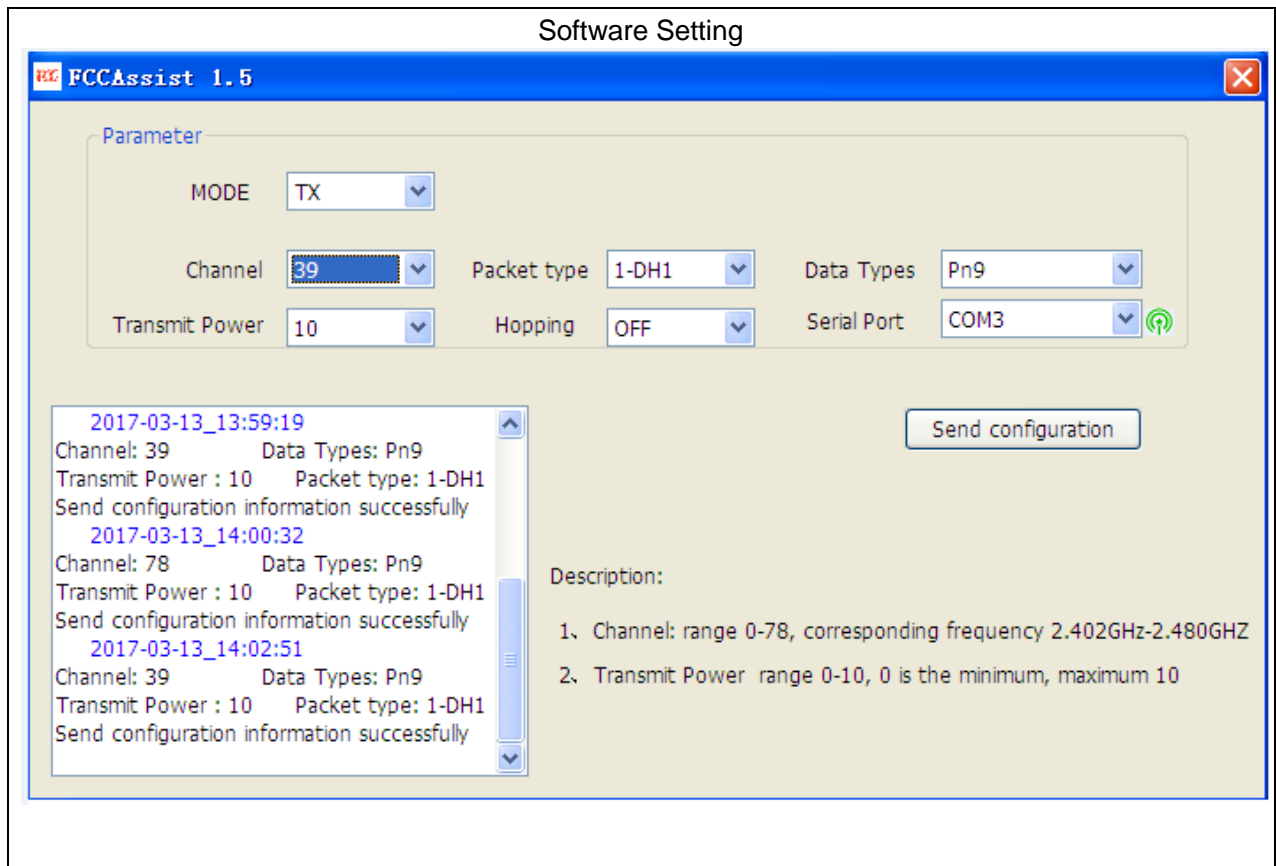 Software Setting
FCCAssist 1.5
Parameter
MODE TX
Channel 39 Packet type 1-DH1 Data Types Pn9
Transmit Power 10 Hopping OFF Serial Port COM3
2017-03-13_13:59:19
Channel: 39 Data Types: Pn9
Transmit Power : 10 Packet type: 1-DH1
Send configuration information successfully
2017-03-13_14:00:32
Channel: 78 Data Types: Pn9
Transmit Power : 10 Packet type: 1-DH1
Send configuration information successfully
2017-03-13_14:02:51
Channel: 39 Data Types: Pn9
Transmit Power : 10 Packet type: 1-DH1
Send configuration information successfully
Send configuration
Description:
1、Channel: range 0-78, corresponding frequency 2.402GHz-2.480GHZ
2、Transmit Power range 0-10, 0 is the minimum, maximum 10